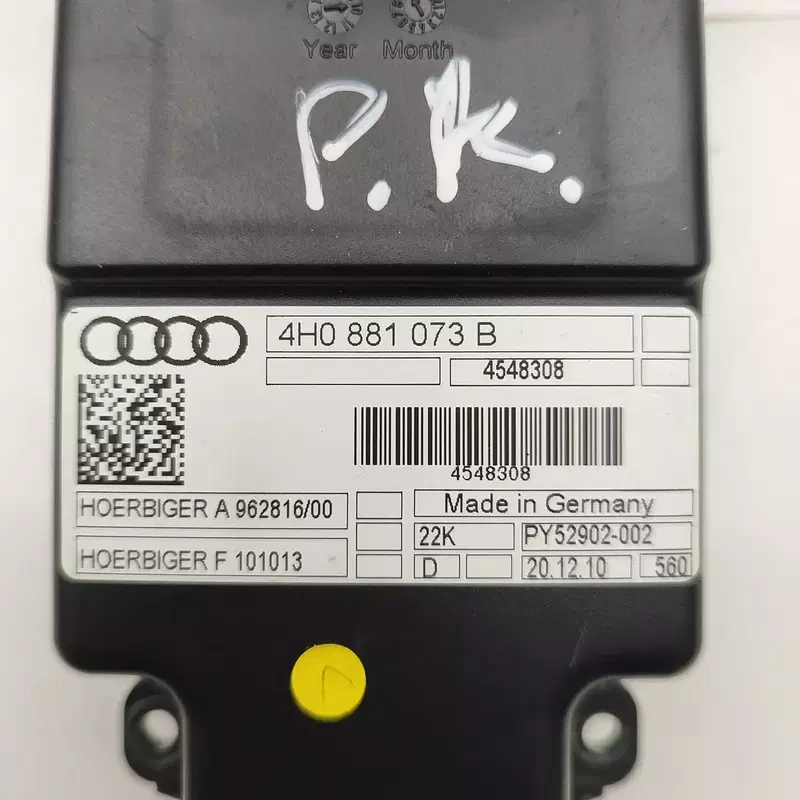 Year Month
P.K.
4H0 881 073 B
4548308
4548308
HOERBIGER A 962816/00
Made in Germany
22K PY52902-002
HOERBIGER F 101013
D 20.12.10 560